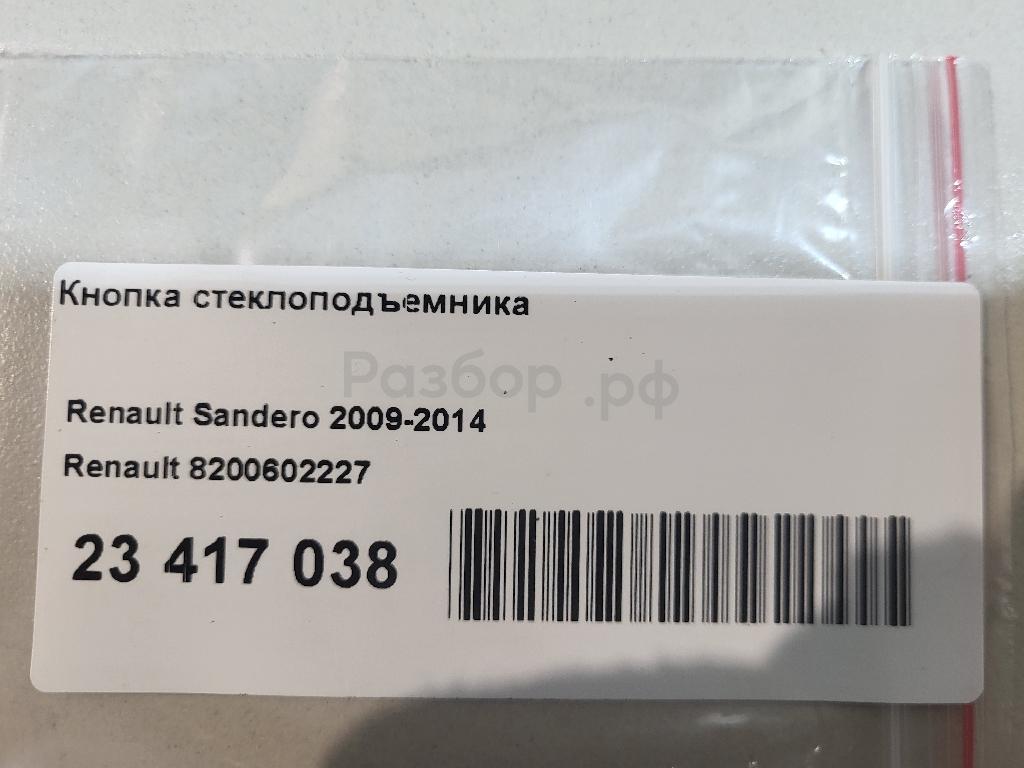 Кнопка стеклоподъемника
Разбор.рф
Renault Sandero 2009-2014
Renault 8200602227
23 417 038